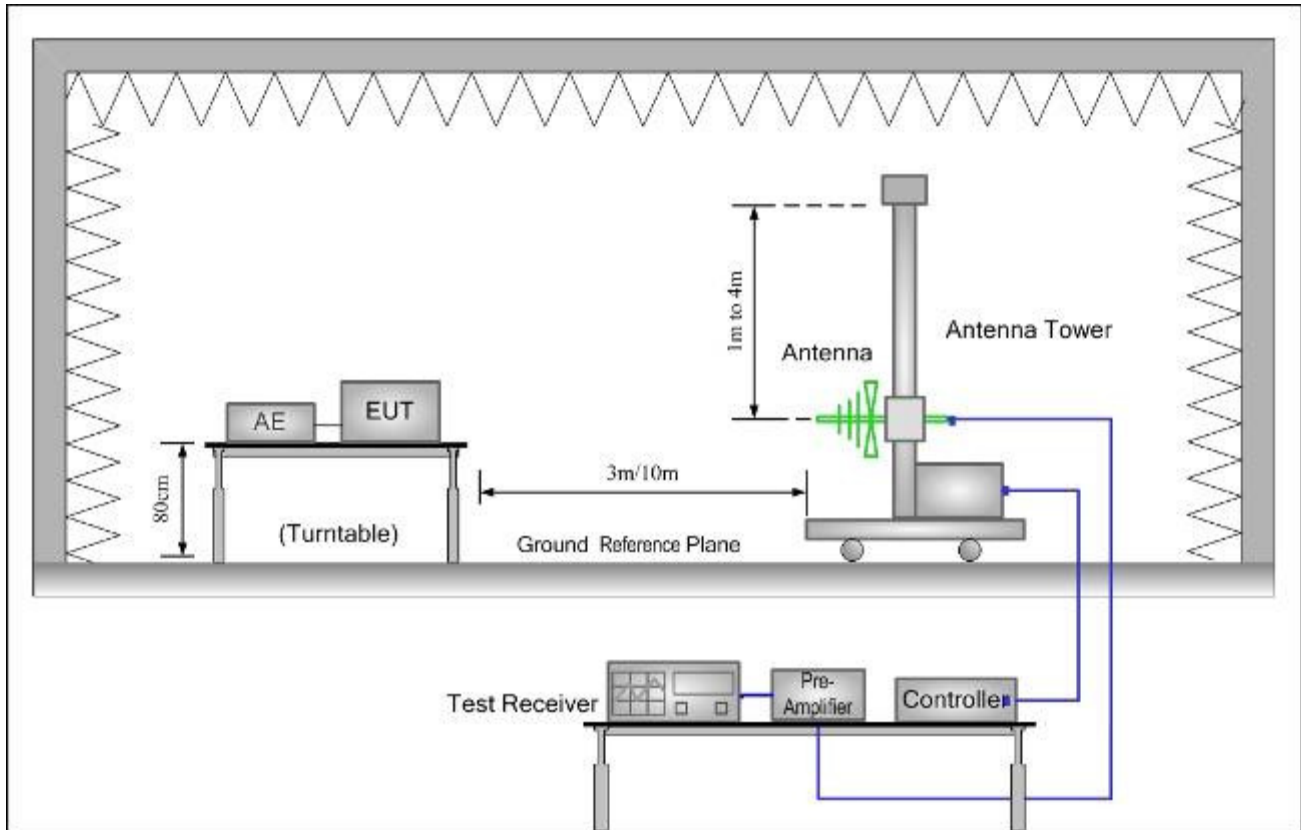 1m to 4m
Antenna Tower
Antenna
AE
EUT
80cm
3m/10m
(Turntable)
Ground Reference Plane
Test Receiver
Pre-
Amplifier
Controller